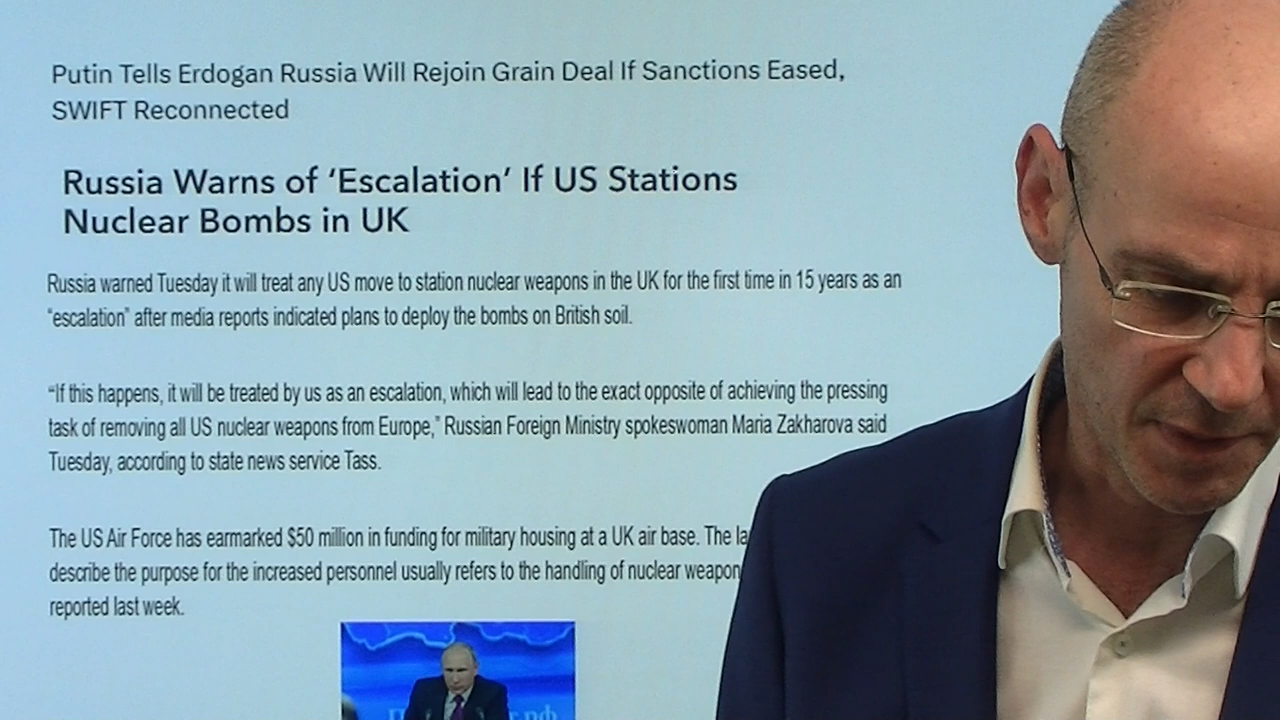 Putin Tells Erdogan Russia Will Rejoin Grain Deal If Sanctions Eased,
SWIFT Reconnected
Russia Warns of ‘Escalation’ If US Stations
Nuclear Bombs in UK
Russia warned Tuesday it will treat any US move to station nuclear weapons in the UK for the first time in 15 years as an
“escalation” after media reports indicated plans to deploy the bombs on British soil.
“If this happens, it will be treated by us as an escalation, which will lead to the exact opposite of achieving the pressing
task of removing all US nuclear weapons from Europe,” Russian Foreign Ministry spokeswoman Maria Zakharova said
Tuesday, according to state news service Tass.
The US Air Force has earmarked $50 million in funding for military housing at a UK air base. The
describe the purpose for the increased personnel usually refers to the handling of nuclear
reported last week.